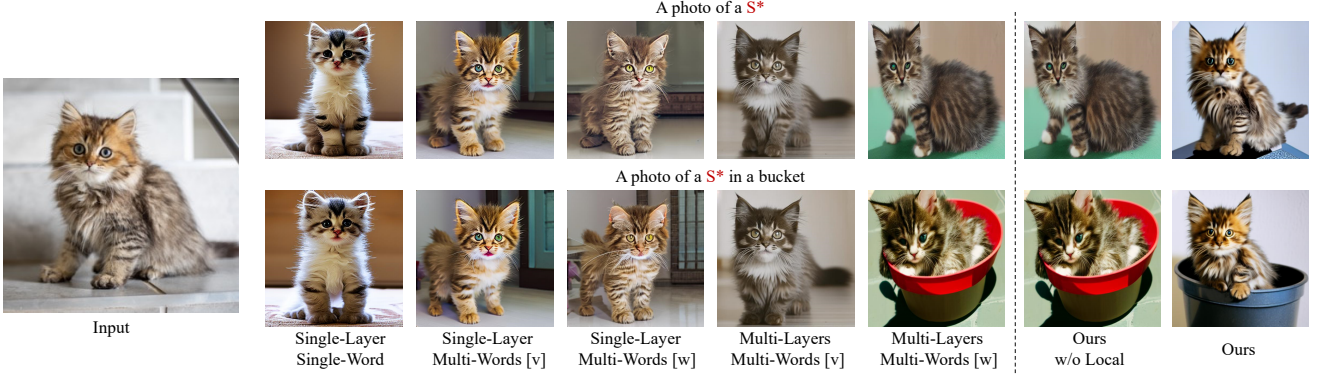 A photo of a S*
A photo of a S* in a bucket
Input
Single-Layer
Single-Word
Single-Layer
Multi-Words [v]
Single-Layer
Multi-Words [w]
Multi-Layers
Multi-Words [v]
Multi-Layers
Multi-Words [w]
Ours
w/o Local
Ours